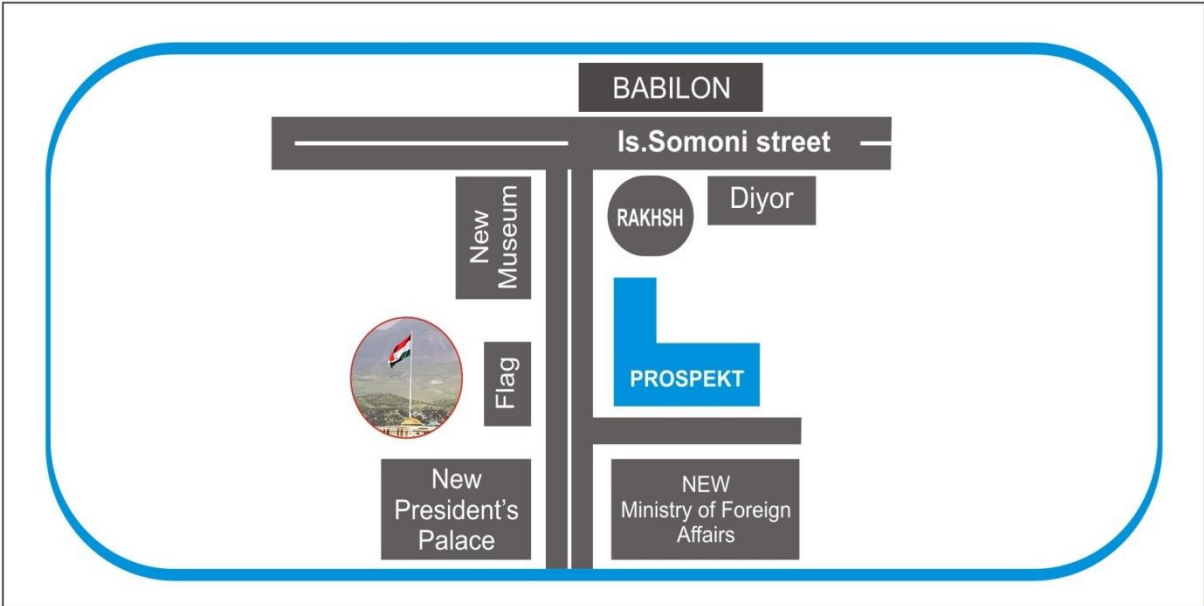 BABILON
Is.Somoni street
New
Museum
RAKHSH
Diyor
Flag
PROSPEKT
New
President’s
Palace
NEW
Ministry of Foreign
Affairs